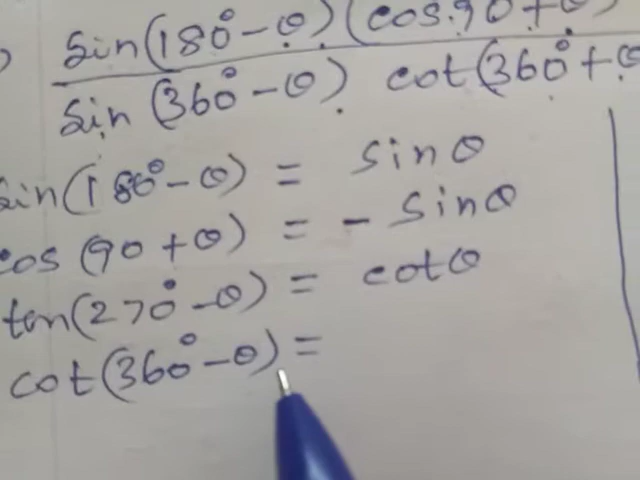 ) sin(180° - θ) (cos.90 + θ)
sin (360° - θ) cot(360° + θ
sin(180° - θ) = sinθ
cos (90 + θ) = - sinθ
tan(270° - θ) = cotθ
cot(360° - θ) =